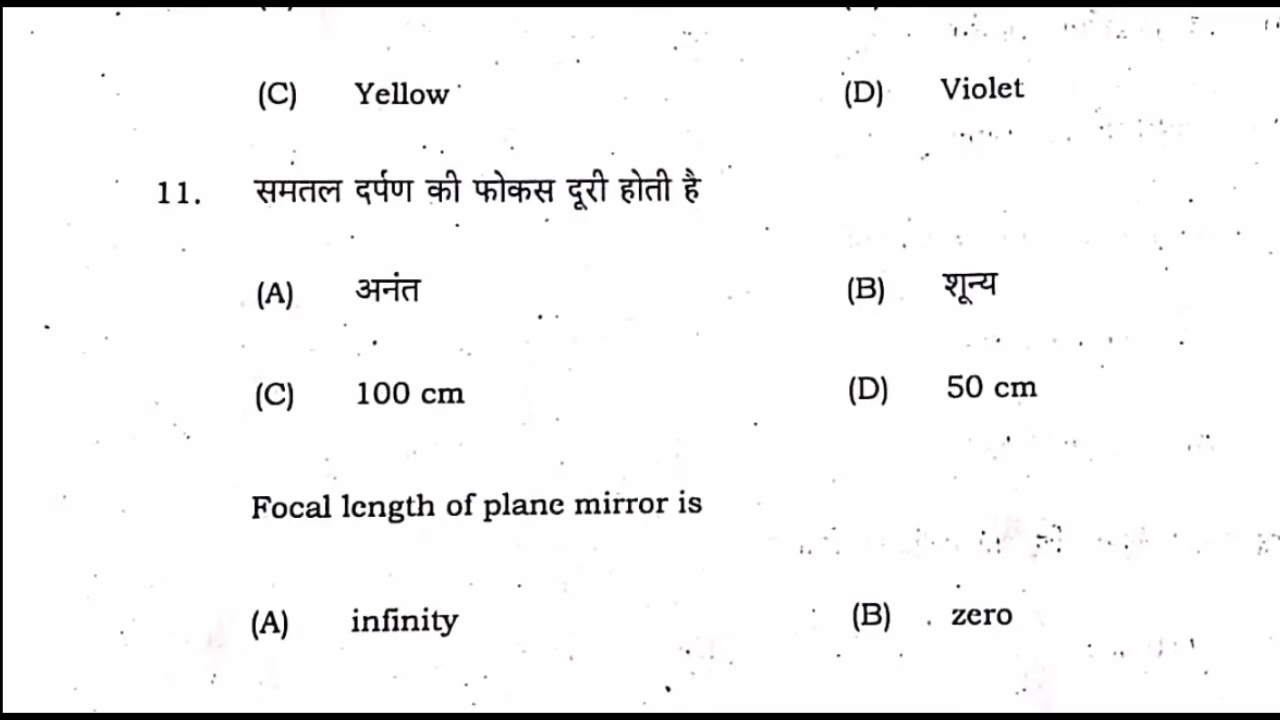 (C) Yellow (D) Violet
11. समतल दर्पण की फोकस दूरी होती है
(A) अनंत (B) शून्य
(C) 100 cm (D) 50 cm
Focal length of plane mirror is
(A) infinity (B) zero